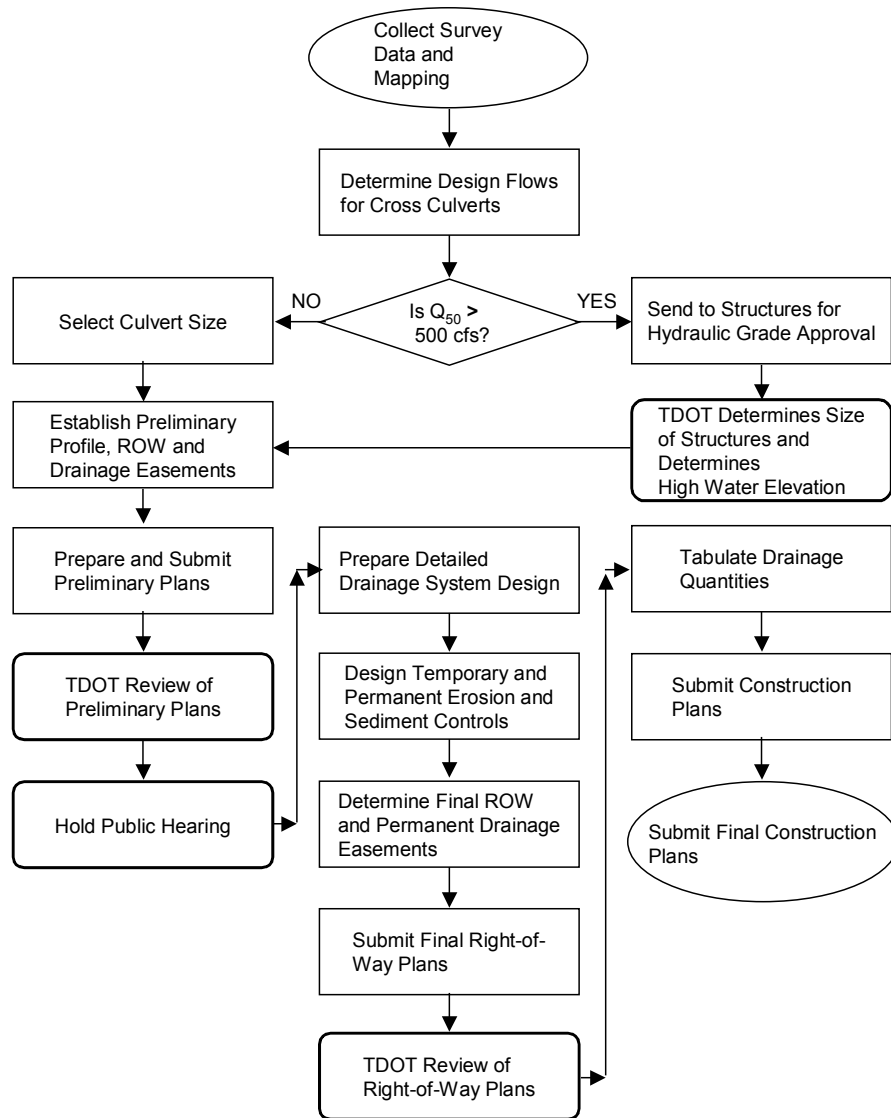 Collect Survey
Data and
Mapping
Determine Design Flows
for Cross Culverts
NO
Is Q₅₀ >
500 cfs?
YES
Select Culvert Size
Send to Structures for
Hydraulic Grade Approval
Establish Preliminary
Profile, ROW and
Drainage Easements
TDOT Determines Size
of Structures and
Determines
High Water Elevation
Prepare and Submit
Preliminary Plans
TDOT Review of
Preliminary Plans
Hold Public Hearing
Prepare Detailed
Drainage System Design
Design Temporary and
Permanent Erosion and
Sediment Controls
Determine Final ROW
and Permanent Drainage
Easements
Submit Final Right-of-
Way Plans
TDOT Review of
Right-of-Way Plans
Tabulate Drainage
Quantities
Submit Construction
Plans
Submit Final Construction
Plans